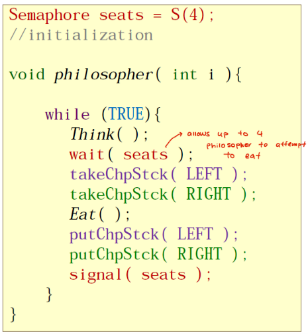 Semaphore seats = S(4);
//initialization
void philosopher( int i ){
while (TRUE){
Think( );
wait( seats ); allows up to 4
philosopher to attempt
to eat
takeChpStck( LEFT );
takeChpStck( RIGHT );
Eat( );
putChpStck( LEFT );
putChpStck( RIGHT );
signal( seats );
}
}